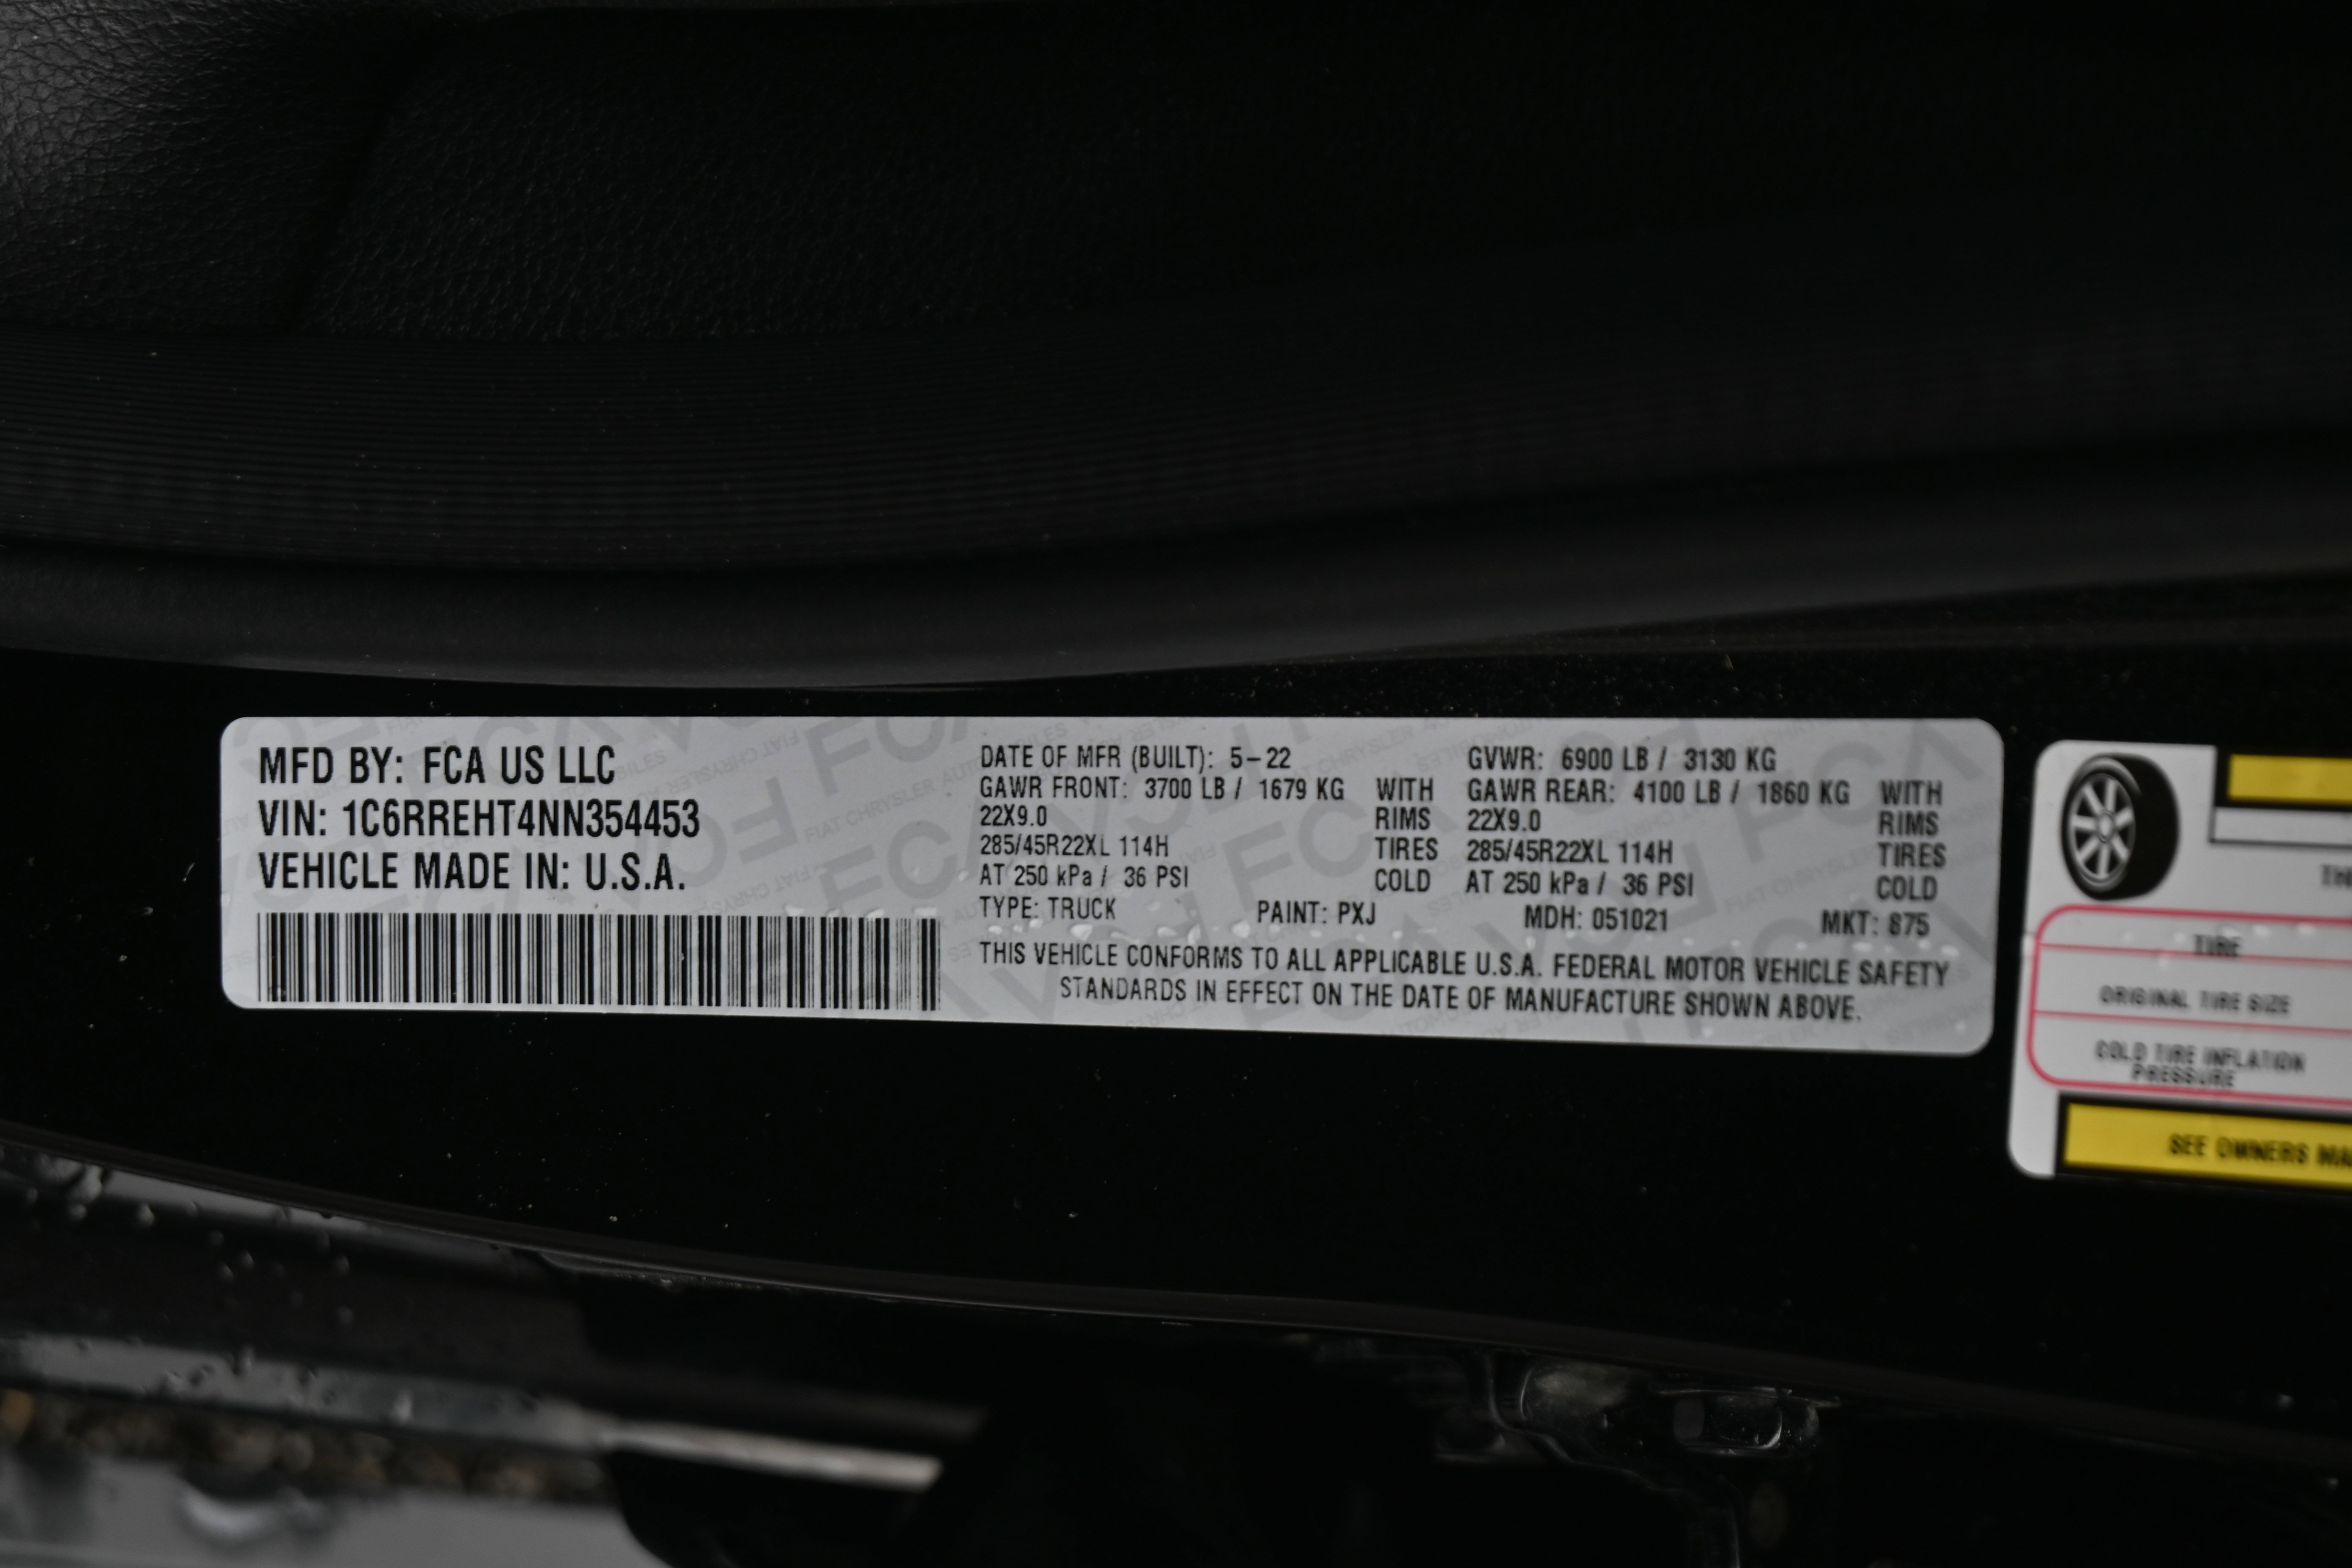 MFD BY: FCA US LLC
VIN: 1C6RREHT4NN354453
VEHICLE MADE IN: U.S.A.
DATE OF MFR (BUILT): 5-22 GVWR: 6900 LB / 3130 KG
GAWR FRONT: 3700 LB / 1679 KG WITH GAWR REAR: 4100 LB / 1860 KG WITH
22X9.0 RIMS 22X9.0 RIMS
285/45R22XL 114H TIRES 285/45R22XL 114H TIRES
AT 250 kPa / 36 PSI COLD AT 250 kPa / 36 PSI COLD
TYPE: TRUCK PAINT: PXJ MDH: 051021 MKT: 875
THIS VEHICLE CONFORMS TO ALL APPLICABLE U.S.A. FEDERAL MOTOR VEHICLE SAFETY
STANDARDS IN EFFECT ON THE DATE OF MANUFACTURE SHOWN ABOVE.
TIRE
ORIGINAL TIRE SIZE
COLD TIRE INFLATION
PRESSURE
SEE OWNERS